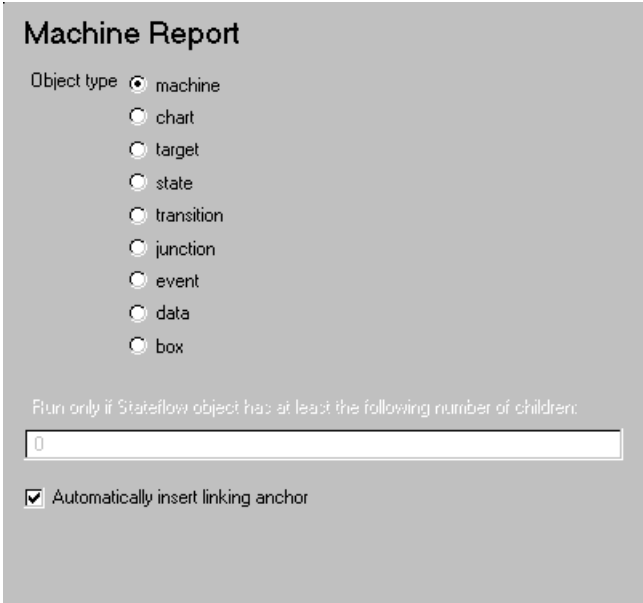 Machine Report
Object type machine
chart
target
state
transition
junction
event
data
box
Run only if Stateflow object has at least the following number of children:
0
Automatically insert linking anchor